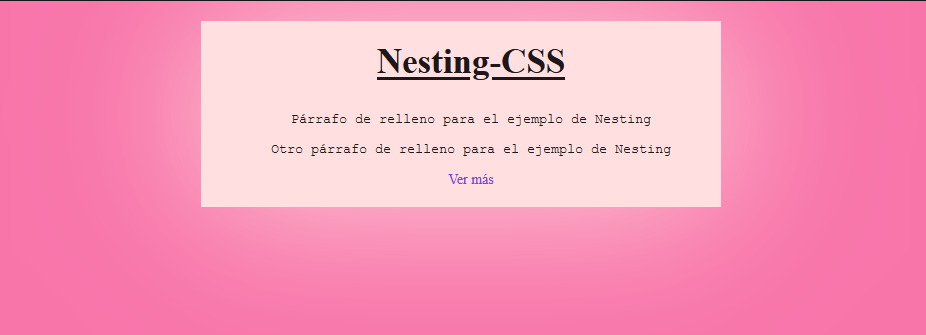 Nesting-CSS
Párrafo de relleno para el ejemplo de Nesting
Otro párrafo de relleno para el ejemplo de Nesting
Ver más